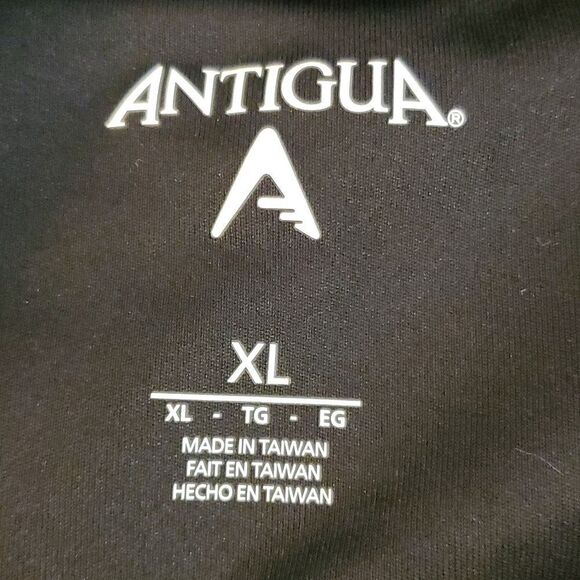 ANTIGUA®
XL
XL - TG - EG
MADE IN TAIWAN
FAIT EN TAIWAN
HECHO EN TAIWAN